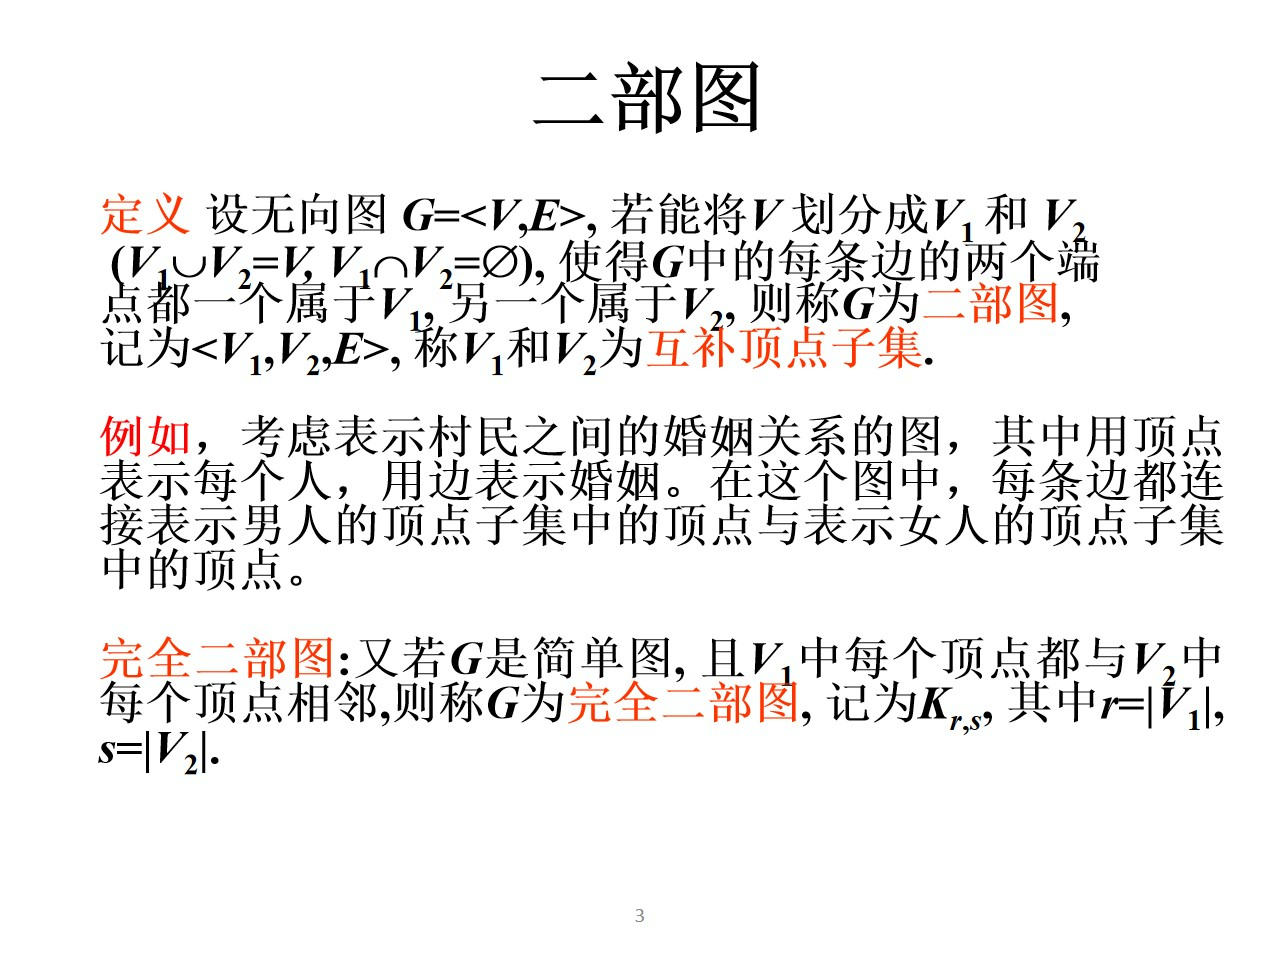 二部图
定义 设无向图 G=<V,E>, 若能将V 划分成V1 和 V2
(V1∪V2=V, V1∩V2=∅), 使得G中的每条边的两个端
点都一个属于V1, 另一个属于V2, 则称G为二部图,
记为<V1,V2,E>, 称V1和V2为互补顶点子集.
例如，考虑表示村民之间的婚姻关系的图，其中用顶点
表示每个人，用边表示婚姻。在这个图中，每条边都连
接表示男人的顶点子集中的顶点与表示女人的顶点子集
中的顶点。
完全二部图:又若G是简单图, 且V1中每个顶点都与V2中
每个顶点相邻,则称G为完全二部图, 记为Kr,s, 其中r=|V1|,
s=|V2|.
3